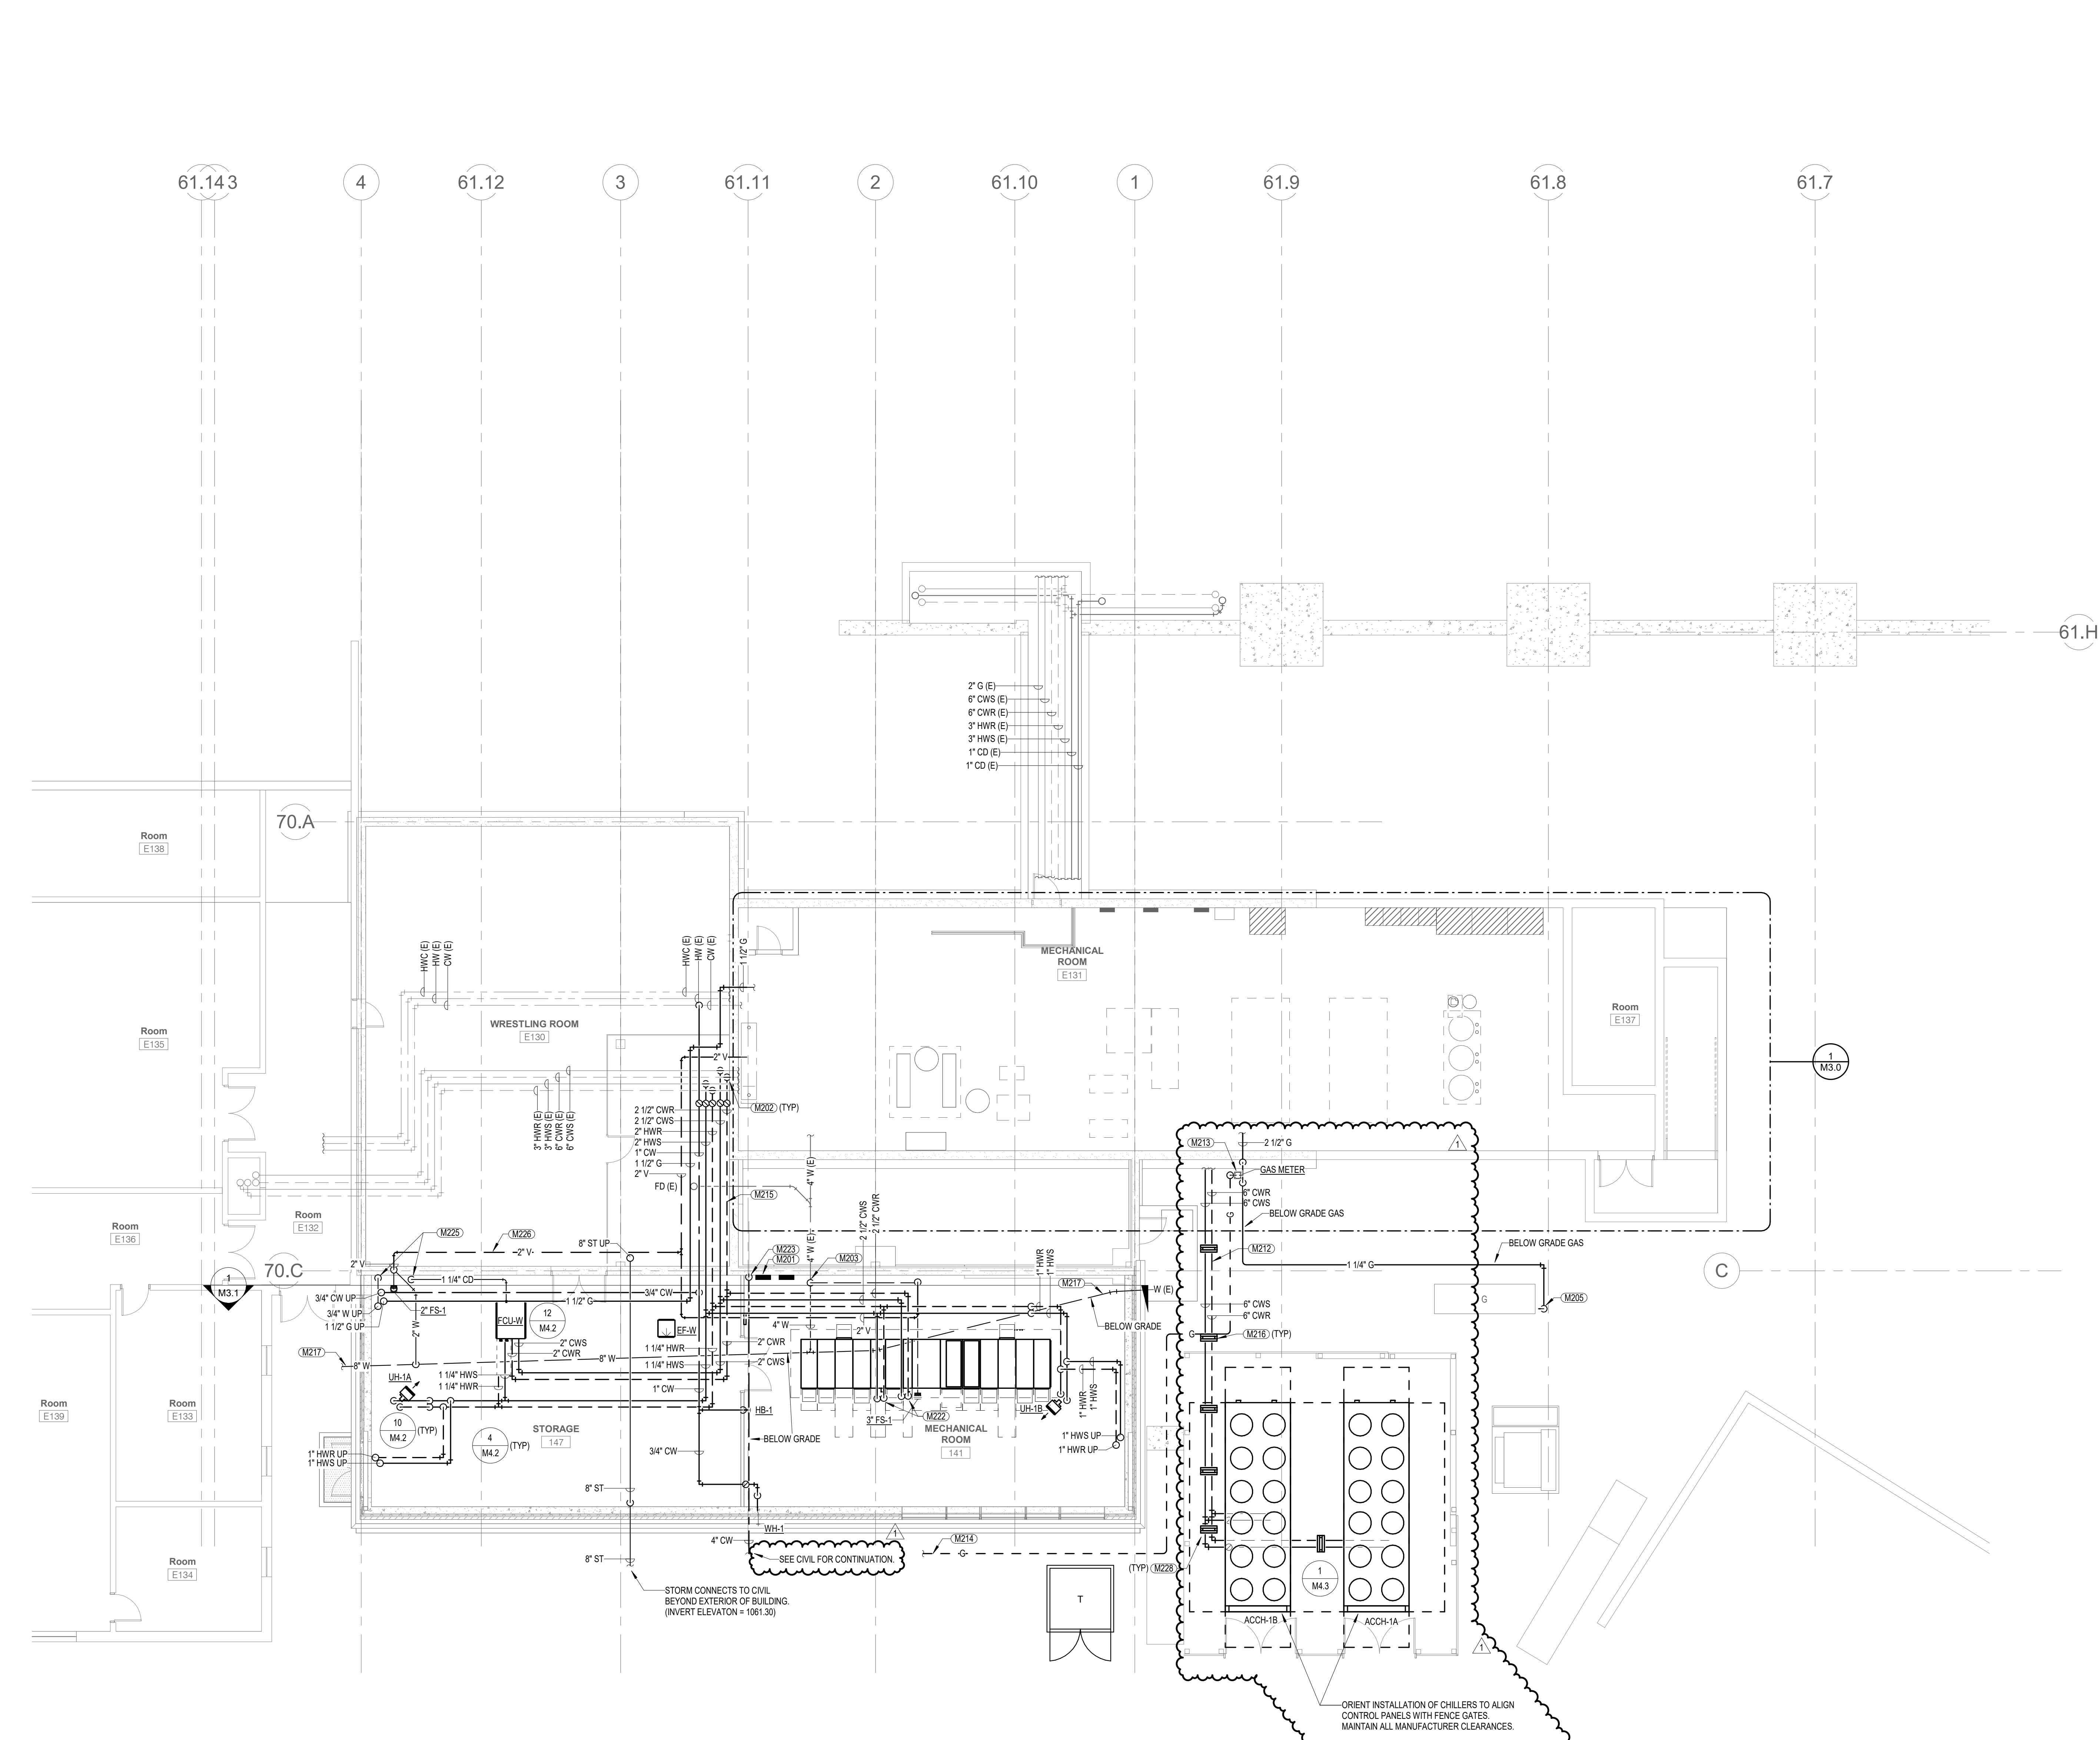 61.14
3
4
61.12
3
61.11
2
61.10
1
61.9
61.8
61.7
61.H
2" G (E)
6" CWS (E)
6" CWR (E)
3" HWR (E)
3" HWS (E)
1" CD (E)
1" CD (E)
70.A
Room
E138
HWC (E)
HW (E)
CW (E)
HWC (E)
HW (E)
CW (E)
1 1/2" G
MECHANICAL
ROOM
E131
Room
E137
WRESTLING ROOM
E130
Room
E135
1
M3.0
2" V
3" HWR (E)
3" HWS (E)
6" CWR (E)
6" CWS (E)
2 1/2" CWR
2 1/2" CWS
2" HWR
2" HWS
1" CW
1 1/2" G
2" V
FD (E)
M202 (TYP)
4" W (E)
M215
M213
2 1/2" G
1
GAS METER
6" CWR
6" CWS
G
BELOW GRADE GAS
Room
E136
Room
E132
M225
M226
2" V
2" V
8" ST UP
M223
M201
4" W (E)
M203
2 1/2" CWS
2 1/2" CWR
1" HWR
1" HWS
M217
W (E)
M212
BELOW GRADE GAS
70.C
C
1
M3.1
1 1/4" CD
3/4" CW
1 1/4" G
3/4" CW UP
3/4" W UP
1 1/2" G UP
2" FS-1
1 1/2" G
2" W
FCU-W
12
M4.2
EF-W
4" W
2" V
BELOW GRADE
6" CWS
6" CWR
G
M205
G
M216 (TYP)
M217
8" W
8" W
2" CWS
2" CWR
1 1/4" HWR
1 1/4" HWS
2" CWR
2" CWS
UH-1A
1 1/4" HWS
1 1/4" HWR
1" CW
HB-1
3" FS-1
M222
UH-1B
1" HWR
1" HWS
Room
E139
Room
E133
10
M4.2
(TYP)
4
M4.2
(TYP)
STORAGE
147
BELOW GRADE
MECHANICAL
ROOM
141
1" HWS UP
1" HWR UP
1" HWR UP
1" HWS UP
3/4" CW
8" ST
WH-1
4" CW
1
SEE CIVIL FOR CONTINUATION.
M214
G
Room
E134
8" ST
STORM CONNECTS TO CIVIL
BEYOND EXTERIOR OF BUILDING.
(INVERT ELEVATON = 1061.30)
T
(TYP) M228
1
M4.3
ACCH-1B
ACCH-1A
1
ORIENT INSTALLATION OF CHILLERS TO ALIGN
CONTROL PANELS WITH FENCE GATES.
MAINTAIN ALL MANUFACTURER CLEARANCES.